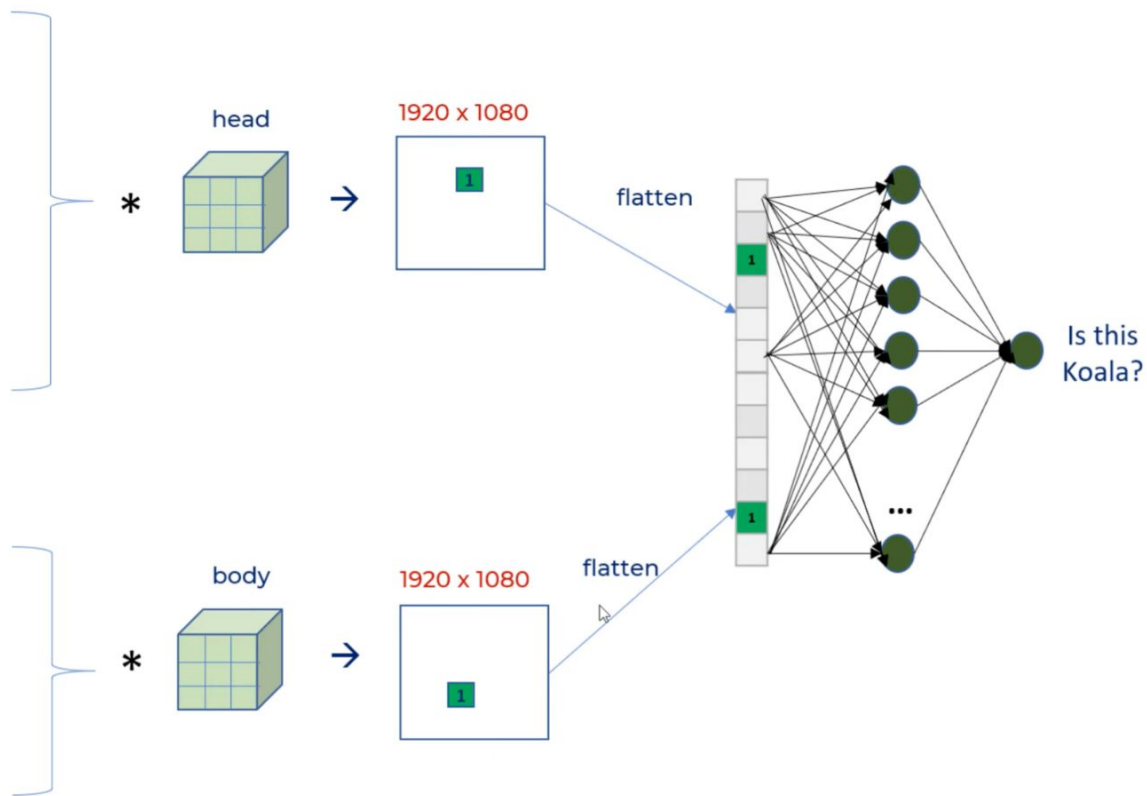 head
1920 x 1080
*
→
1
flatten
1
Is this
Koala?
1
...
body
1920 x 1080
flatten
*
→
1